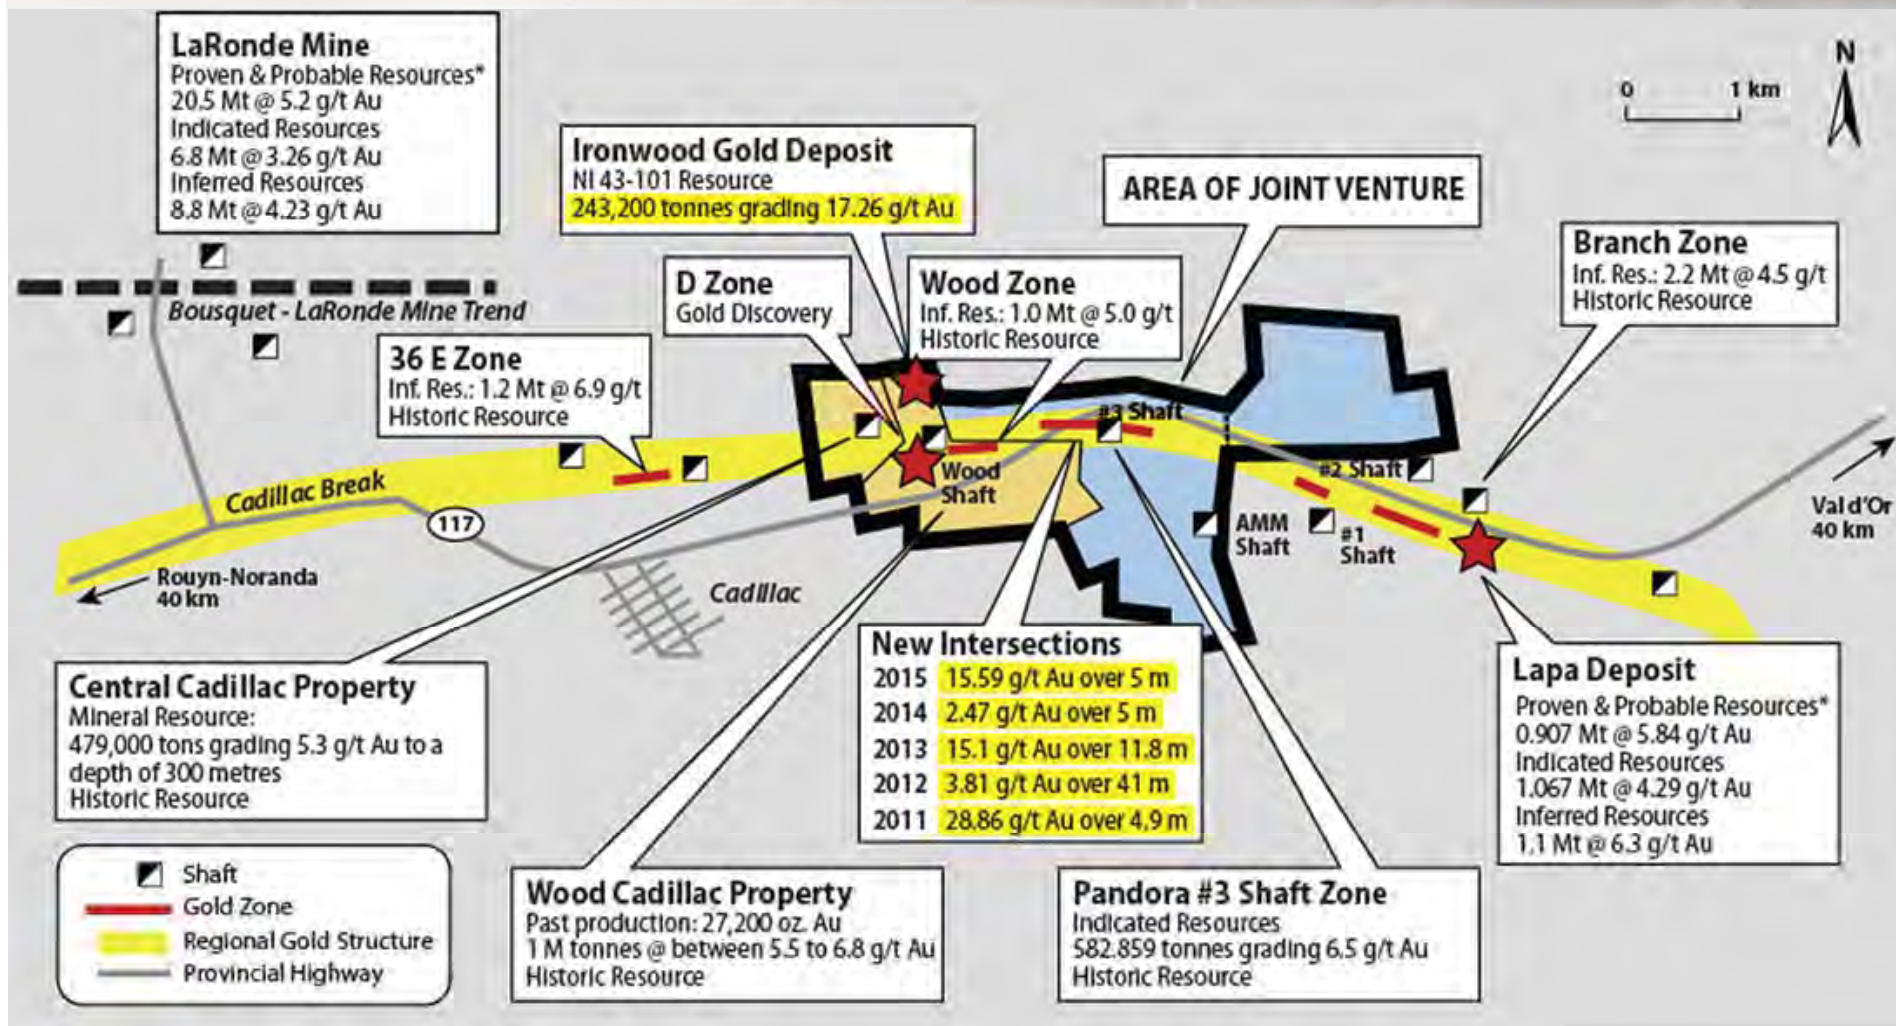 LaRonde Mine
Proven & Probable Resources*
20.5 Mt @ 5.2 g/t Au
Indicated Resources
6.8 Mt @ 3.26 g/t Au
Inferred Resources
8.8 Mt @ 4.23 g/t Au
N
0 1 km
Ironwood Gold Deposit
NI 43-101 Resource
243,200 tonnes grading 17.26 g/t Au
AREA OF JOINT VENTURE
Branch Zone
Inf. Res.: 2.2 Mt @ 4.5 g/t
Historic Resource
D Zone
Gold Discovery
Wood Zone
Inf. Res.: 1.0 Mt @ 5.0 g/t
Historic Resource
Bousquet - LaRonde Mine Trend
36 E Zone
Inf. Res.: 1.2 Mt @ 6.9 g/t
Historic Resource
#3 Shaft
Wood
Shaft
#2 Shaft
Cadillac Break
117
AMM
Shaft
#1
Shaft
Val d'Or
40 km
Rouyn-Noranda
40 km
Cadillac
New Intersections
2015 15.59 g/t Au over 5 m
2014 2.47 g/t Au over 5 m
2013 15.1 g/t Au over 11.8 m
2012 3.81 g/t Au over 41 m
2011 28.86 g/t Au over 4,9 m
Central Cadillac Property
Mineral Resource:
479,000 tons grading 5.3 g/t Au to a
depth of 300 metres
Historic Resource
Lapa Deposit
Proven & Probable Resources*
0.907 Mt @ 5.84 g/t Au
Indicated Resources
1.067 Mt @ 4.29 g/t Au
Inferred Resources
1.1 Mt @ 6.3 g/t Au
Shaft
Gold Zone
Regional Gold Structure
Provincial Highway
Wood Cadillac Property
Past production: 27,200 oz. Au
1 M tonnes @ between 5.5 to 6.8 g/t Au
Historic Resource
Pandora #3 Shaft Zone
Indicated Resources
582.859 tonnes grading 6.5 g/t Au
Historic Resource